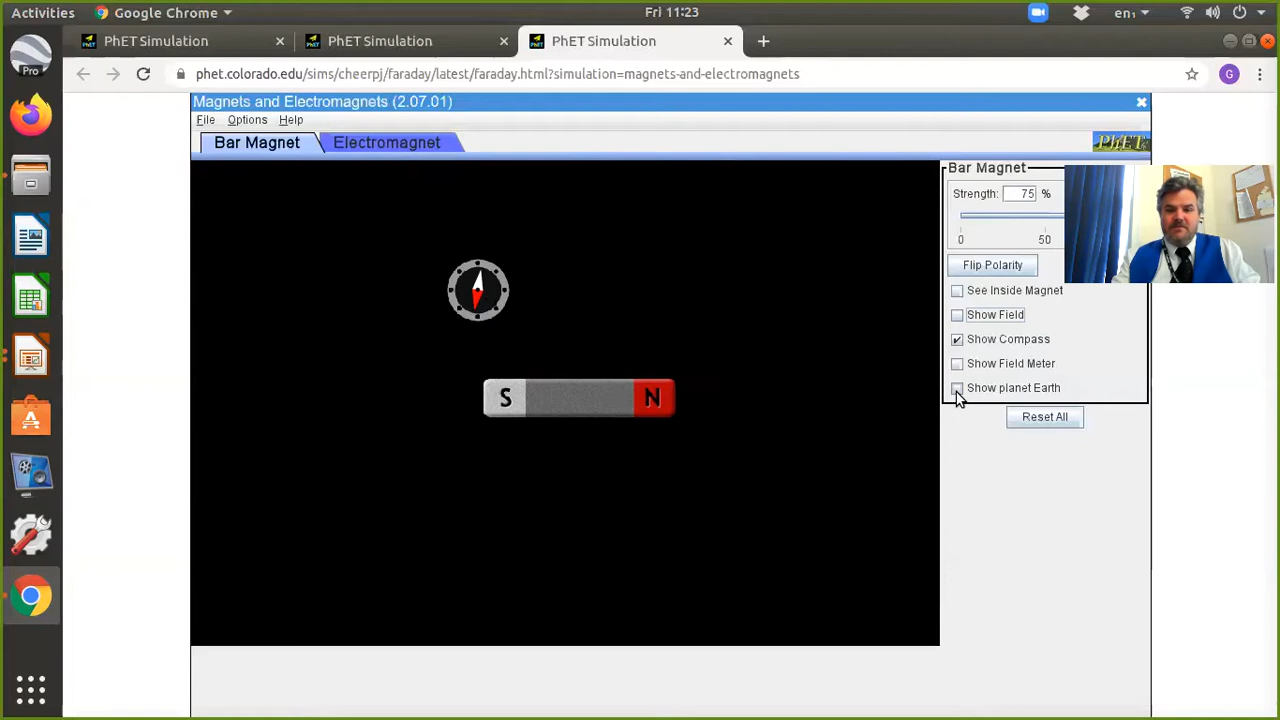 Activities
Google Chrome
Fri 11:23
en₁
Pro
PhET Simulation
PhET Simulation
PhET Simulation
G
phet.colorado.edu/sims/cheerpj/faraday/latest/faraday.html?simulation=magnets-and-electromagnets
Magnets and Electromagnets (2.07.01)
File Options Help
Bar Magnet
Electromagnet
PhET
Bar Magnet
Strength: 75 %
0 50
Flip Polarity
See Inside Magnet
Show Field
Show Compass
Show Field Meter
Show planet Earth
Reset All
S N
A